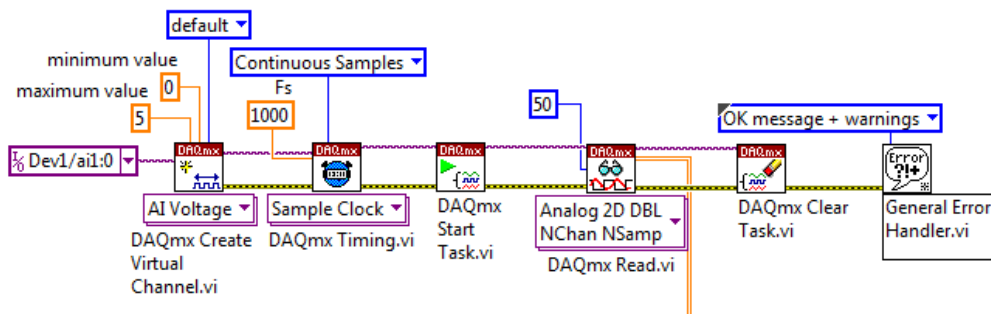 default
minimum value
0
maximum value
5
Continuous Samples
Fs
1000
50
OK message + warnings
I/O Dev1/ai1:0
DAQmx
DAQmx
DAQmx
DAQmx
DAQmx
Error
?!+
AI Voltage
DAQmx Create
Virtual
Channel.vi
Sample Clock
DAQmx Timing.vi
DAQmx
Start
Task.vi
Analog 2D DBL
NChan NSamp
DAQmx Read.vi
DAQmx Clear
Task.vi
General Error
Handler.vi